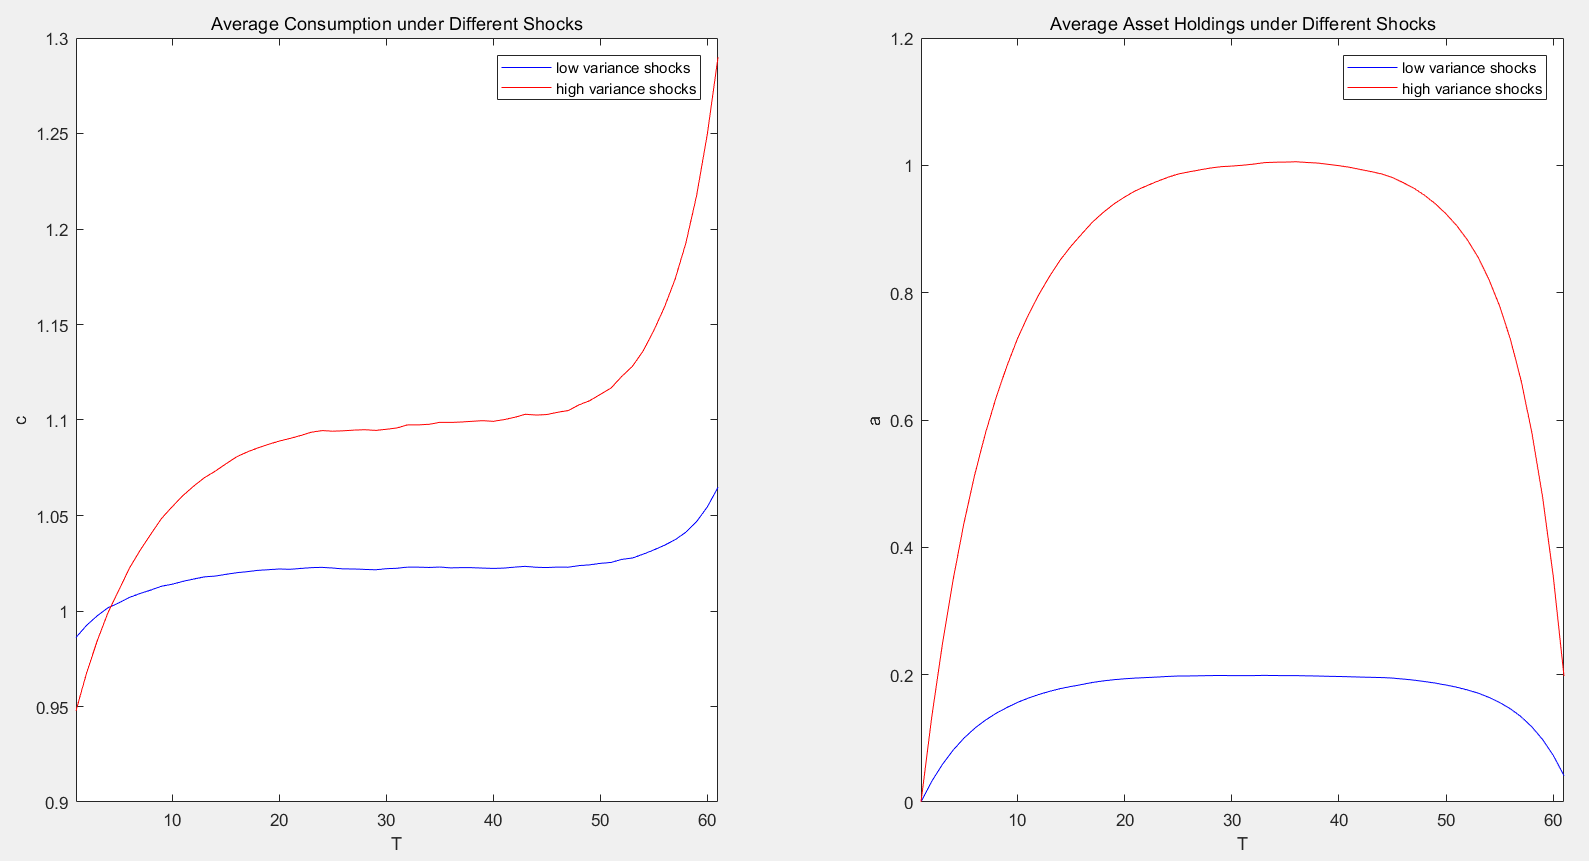 Average Consumption under Different Shocks
1.3
1.25
1.2
1.15
1.1
1.05
1
0.95
0.9
c
low variance shocks
high variance shocks
10 20 30 40 50 60
T
Average Asset Holdings under Different Shocks
1.2
1
0.8
0.6
0.4
0.2
0
a
low variance shocks
high variance shocks
10 20 30 40 50 60
T